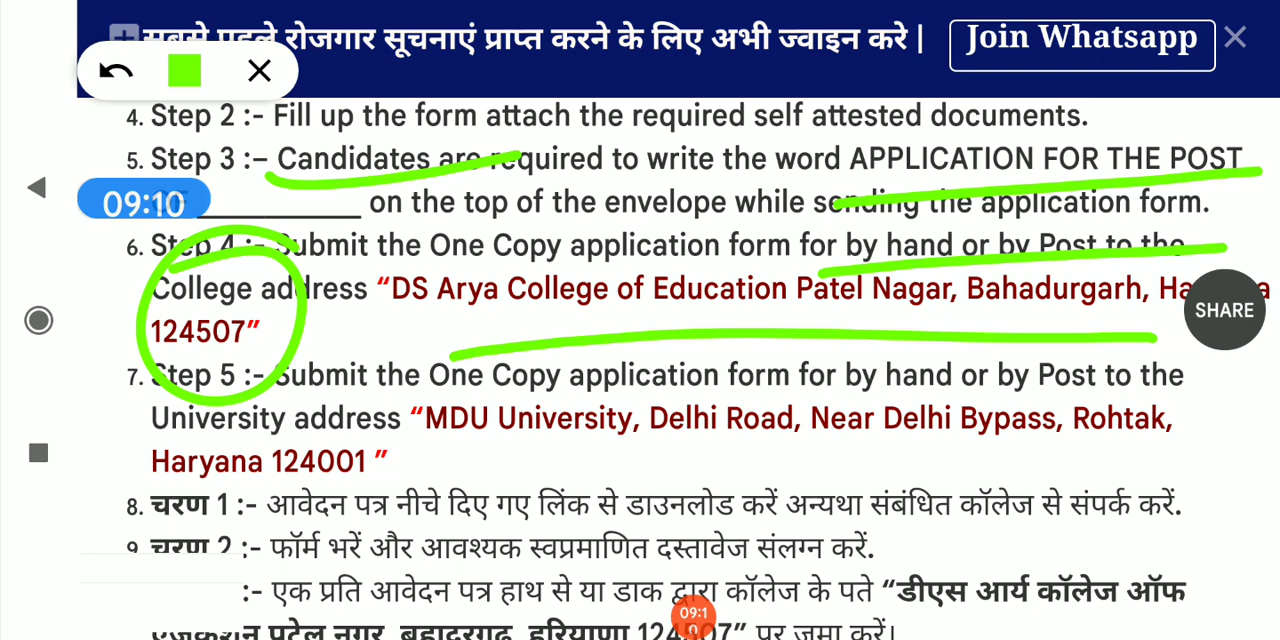 सबसे पहले रोजगार सूचनाएं प्राप्त करने के लिए अभी ज्वाइन करे |
Join Whatsapp
4. Step 2 :- Fill up the form attach the required self attested documents.
5. Step 3 :– Candidates are required to write the word APPLICATION FOR THE POST
09:10
____________ on the top of the envelope while sending the application form.
6. Step 4 :- Submit the One Copy application form for by hand or by Post to the
College address “DS Arya College of Education Patel Nagar, Bahadurgarh,
SHARE
124507”
7. Step 5 :- Submit the One Copy application form for by hand or by Post to the
University address “MDU University, Delhi Road, Near Delhi Bypass, Rohtak,
Haryana 124001 ”
8. चरण 1 :- आवेदन पत्र नीचे दिए गए लिंक से डाउनलोड करें अन्यथा संबंधित कॉलेज से संपर्क करें.
9. चरण 2 :- फॉर्म भरें और आवश्यक स्वप्रमाणित दस्तावेज संलग्न करें.
:- एक प्रति आवेदन पत्र हाथ से या डाक द्वारा कॉलेज के पते “डीएस आर्य कॉलेज ऑफ
09:1
0
पटेल नगर, बहादुरगढ़, हरियाणा 124507” पर जमा करें।